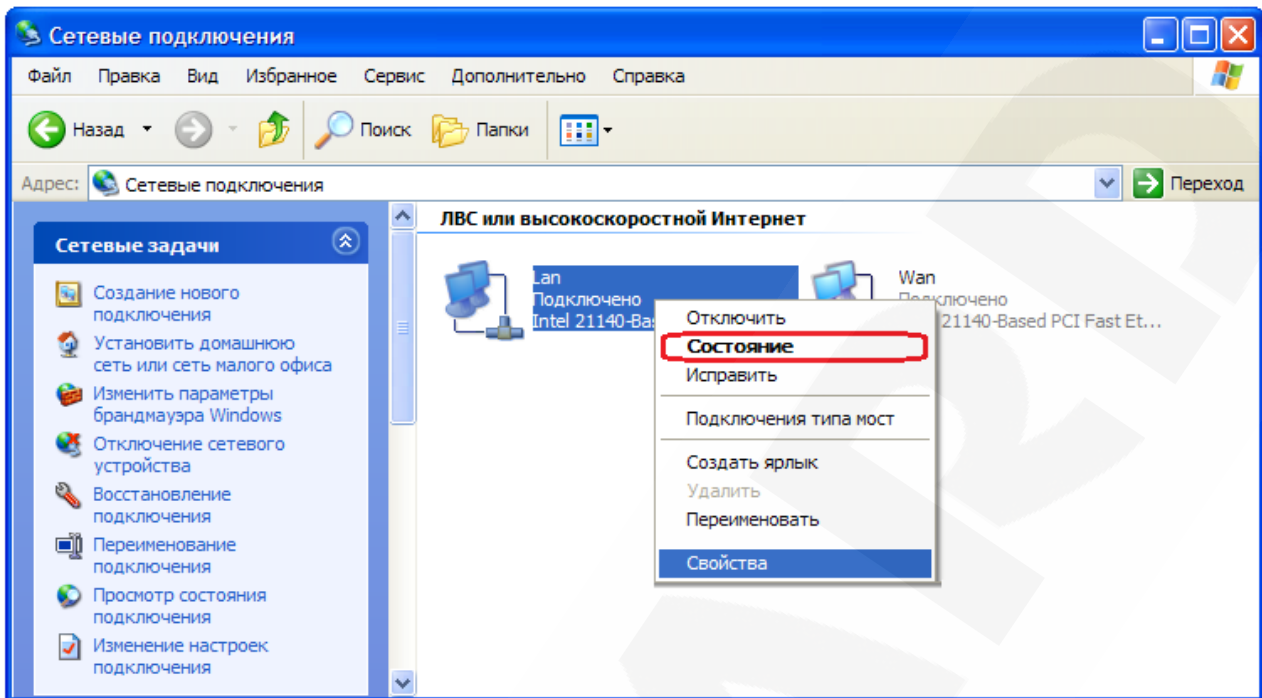 Сетевые подключения
Файл Правка Вид Избранное Сервис Дополнительно Справка
Назад Поиск Папки
Адрес: Сетевые подключения Переход
Сетевые задачи
Создание нового
подключения
Установить домашнюю
сеть или сеть малого офиса
Изменить параметры
брандмауэра Windows
Отключение сетевого
устройства
Восстановление
подключения
Переименование
подключения
Просмотр состояния
подключения
Изменение настроек
подключения
ЛВС или высокоскоростной Интернет
Lan
Подключено
Intel 21140-Ba
Wan
Подключено
21140-Based PCI Fast Et...
Отключить
Состояние
Исправить
Подключения типа мост
Создать ярлык
Удалить
Переименовать
Свойства